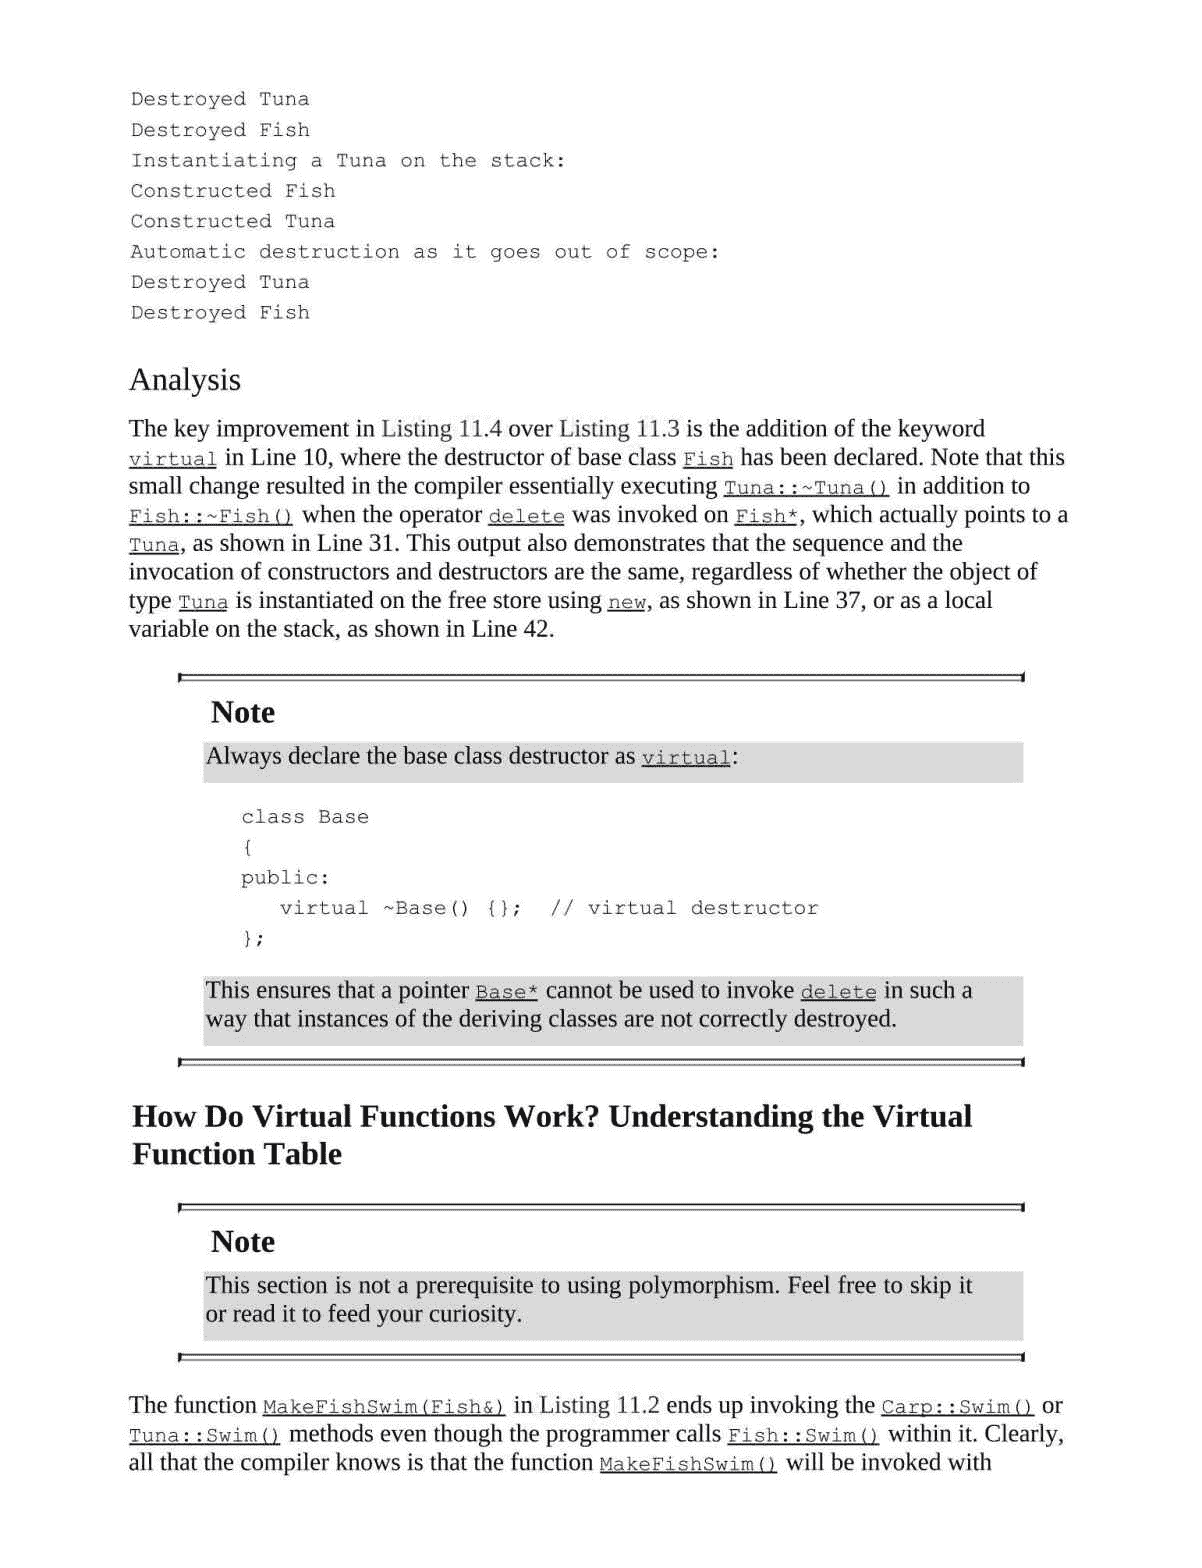 Destroyed Tuna
Destroyed Fish
Instantiating a Tuna on the stack:
Constructed Fish
Constructed Tuna
Automatic destruction as it goes out of scope:
Destroyed Tuna
Destroyed Fish
Analysis
The key improvement in Listing 11.4 over Listing 11.3 is the addition of the keyword
virtual in Line 10, where the destructor of base class Fish has been declared. Note that this
small change resulted in the compiler essentially executing Tuna::~Tuna() in addition to
Fish::~Fish() when the operator delete was invoked on Fish*, which actually points to a
Tuna, as shown in Line 31. This output also demonstrates that the sequence and the
invocation of constructors and destructors are the same, regardless of whether the object of
type Tuna is instantiated on the free store using new, as shown in Line 37, or as a local
variable on the stack, as shown in Line 42.
Note
Always declare the base class destructor as virtual:
class Base
{
public:
   virtual ~Base() {};  // virtual destructor
};
This ensures that a pointer Base* cannot be used to invoke delete in such a
way that instances of the deriving classes are not correctly destroyed.
How Do Virtual Functions Work? Understanding the Virtual
Function Table
Note
This section is not a prerequisite to using polymorphism. Feel free to skip it
or read it to feed your curiosity.
The function MakeFishSwim(Fish&) in Listing 11.2 ends up invoking the Carp::Swim() or
Tuna::Swim() methods even though the programmer calls Fish::Swim() within it. Clearly,
all that the compiler knows is that the function MakeFishSwim() will be invoked with